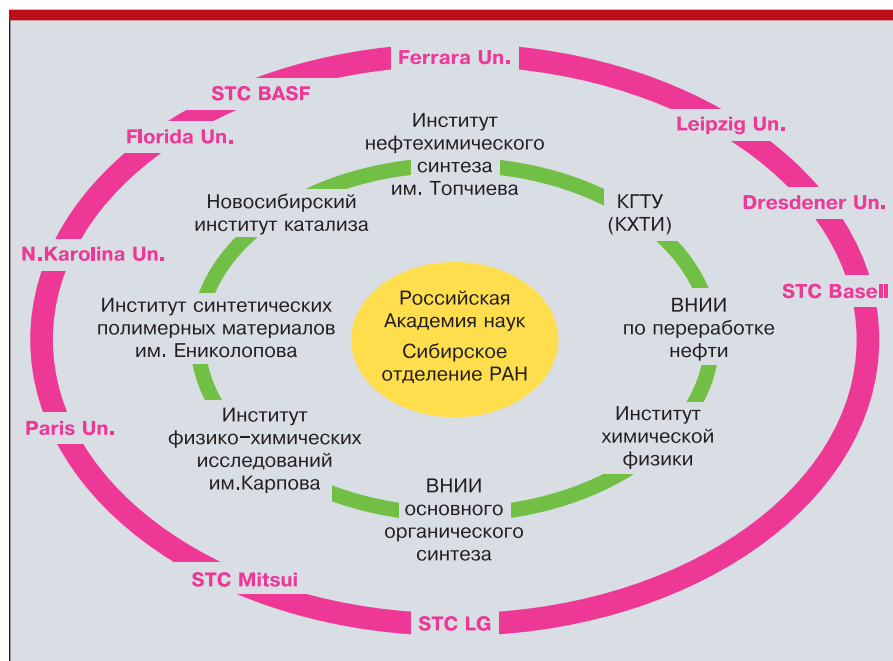 Ferrara Un.
STC BASF
Florida Un.
Leipzig Un.
Dresdener Un.
N.Karolina Un.
STC Basell
Paris Un.
STC Mitsui
STC LG
Институт
нефтехимического
синтеза
им. Топчиева
Новосибирский
институт катализа
КГТУ
(КХТИ)
Институт синтетических
полимерных материалов
им. Ениколопова
Российская
Академия наук
Сибирское
отделение РАН
ВНИИ
по переработке
нефти
Институт
физико-химических
исследований
им.Карпова
Институт
химической
физики
ВНИИ
основного
органического
синтеза